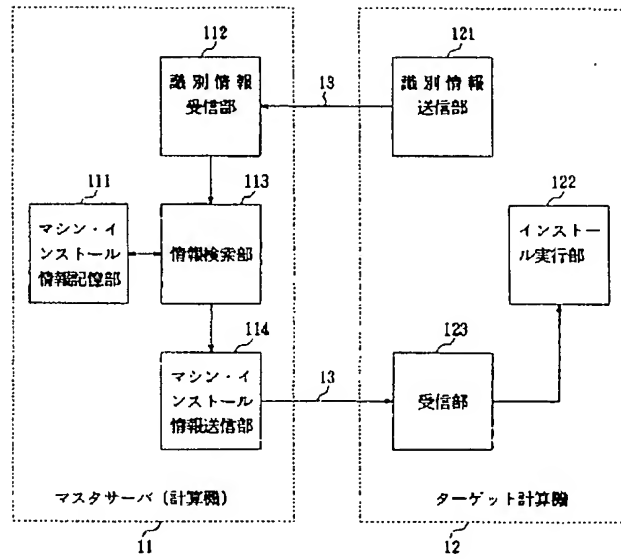 112
識別情報
受信部
13
121
識別情報
送信部
111
マシン・イ
ンストール
情報記憶部
113
情報検索部
122
インストー
ル実行部
114
マシン・イ
ンストール
情報送信部
13
123
受信部
マスタサーバ(計算機)
11
ターゲット計算機
12